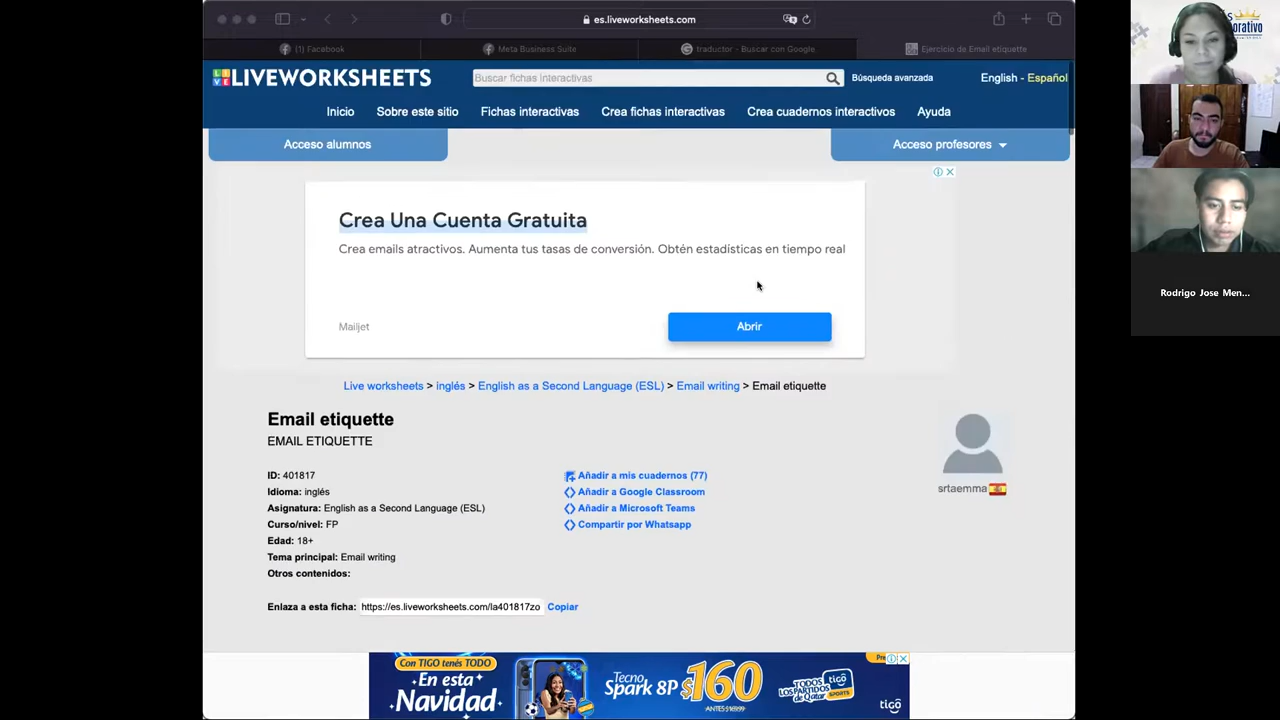 es.liveworksheets.com
(1) Facebook
Meta Business Suite
traductor - Buscar con Google
Ejercicio de Email etiquette
LIVEWORKSHEETS
Buscar fichas interactivas
Búsqueda avanzada
English - Español
Inicio
Sobre este sitio
Fichas interactivas
Crea fichas interactivas
Crea cuadernos interactivos
Ayuda
Acceso alumnos
Acceso profesores
Crea Una Cuenta Gratuita
Crea emails atractivos. Aumenta tus tasas de conversión. Obtén estadísticas en tiempo real
Mailjet
Abrir
Live worksheets > inglés > English as a Second Language (ESL) > Email writing > Email etiquette
Email etiquette
EMAIL ETIQUETTE
ID: 401817
Idioma: inglés
Asignatura: English as a Second Language (ESL)
Curso/nivel: FP
Edad: 18+
Tema principal: Email writing
Otros contenidos:
Añadir a mis cuadernos (77)
Añadir a Google Classroom
Añadir a Microsoft Teams
Compartir por Whatsapp
srtaemma
Enlaza a esta ficha: https://es.liveworksheets.com/la401817zo Copiar
Con TIGO tenés TODO
En esta
Navidad
Tecno
Spark 8P
$160
TODOS
LOS PARTIDOS
DE QATAR
tigo
SPORTS
tigo
Rodrigo Jose Men...